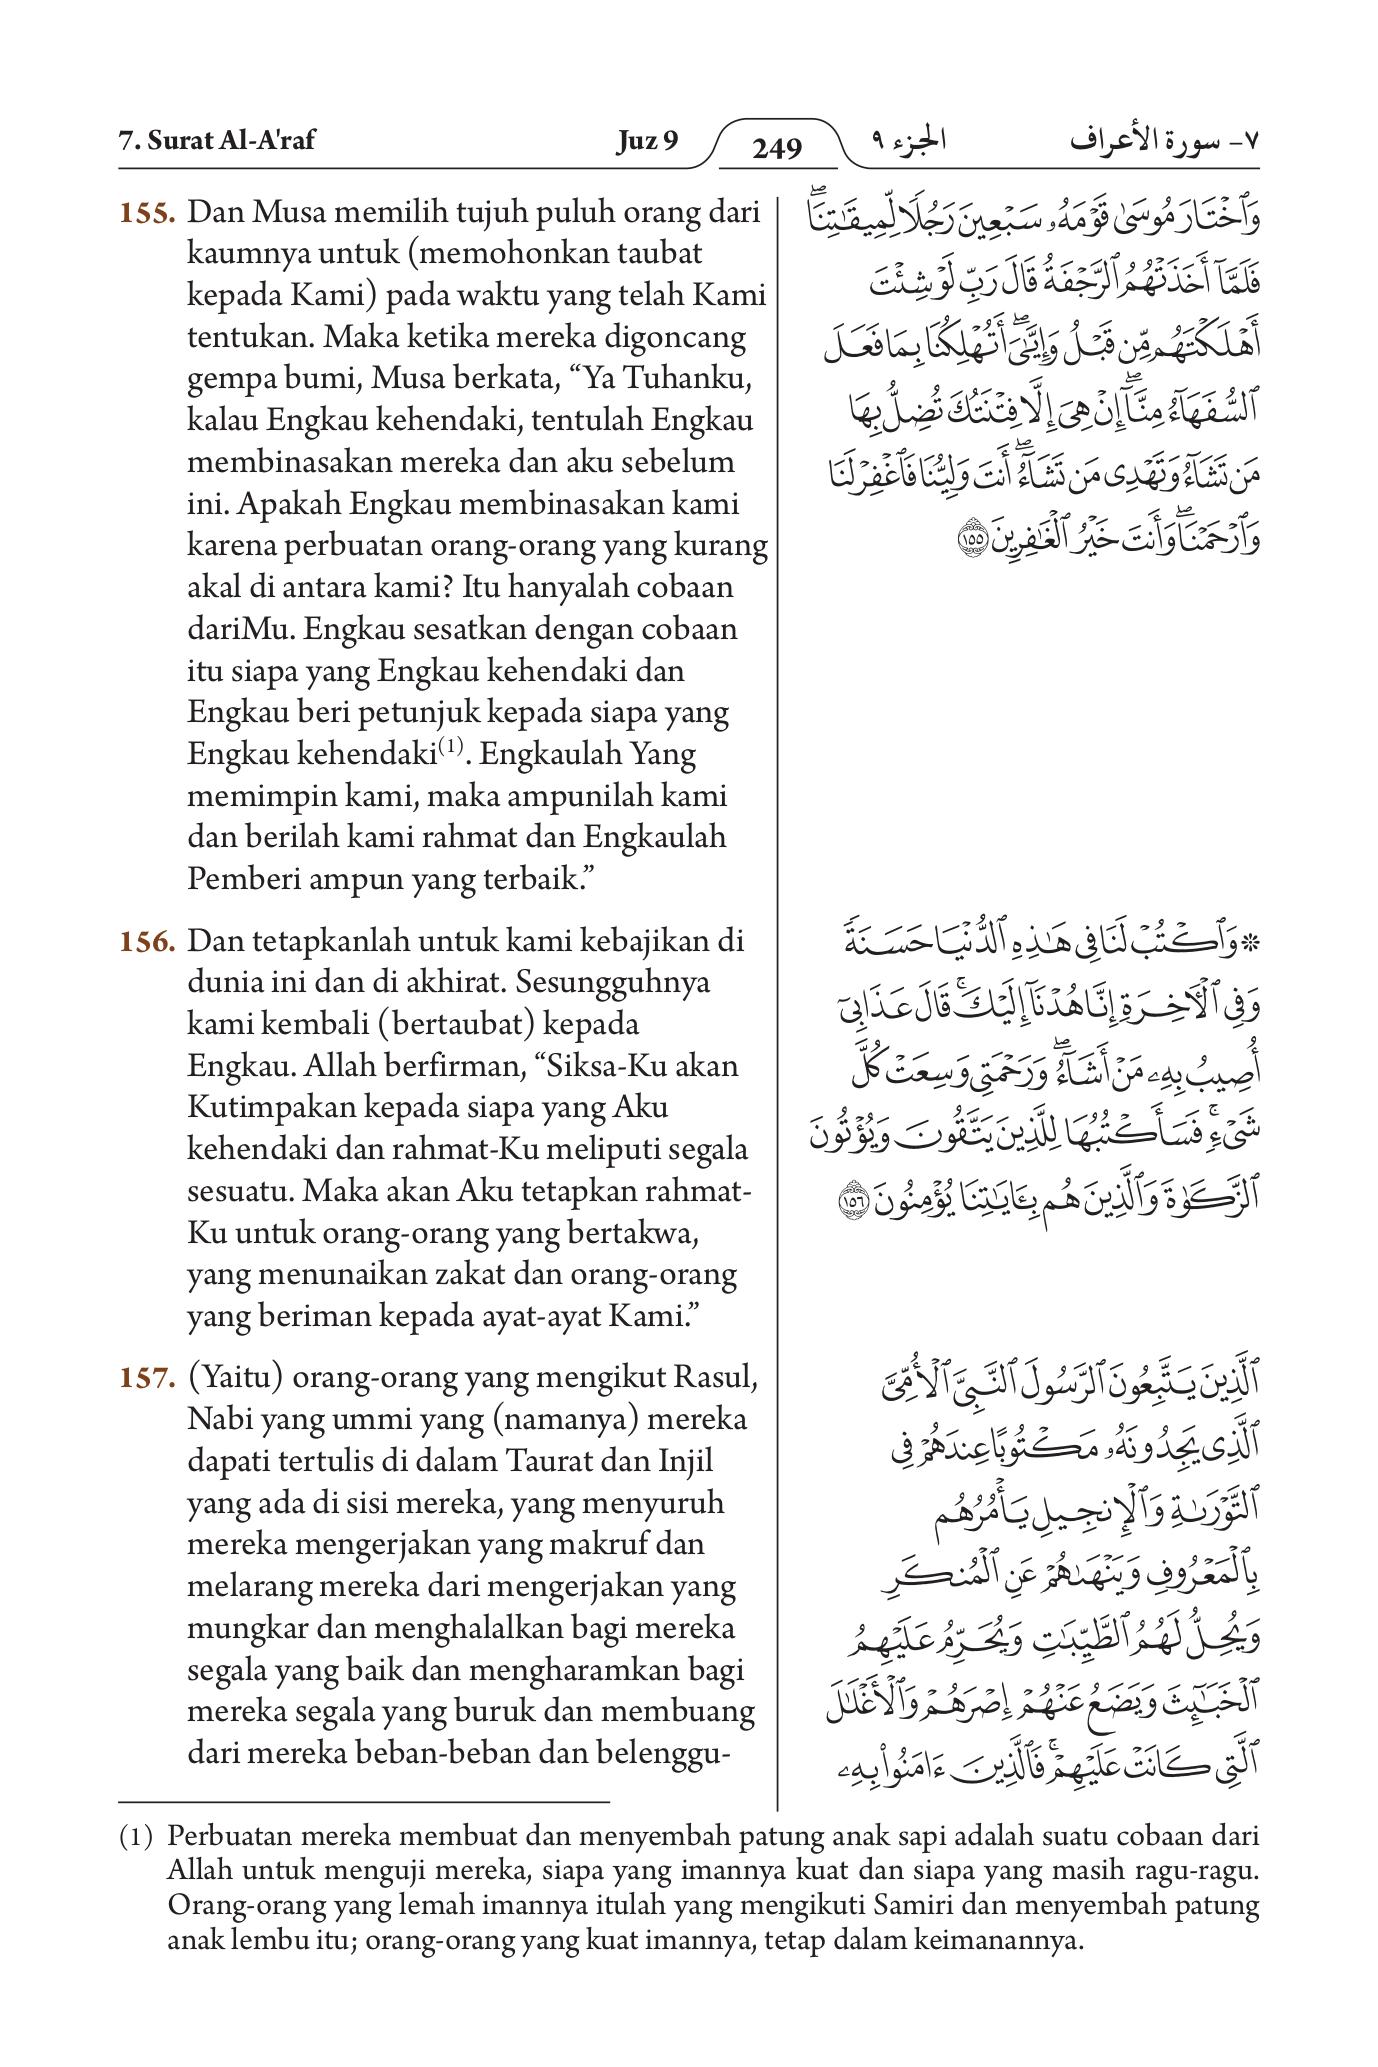 7. Surat Al-A'raf
Juz 9
249
الجزء ٩
٧- سورة الأعراف
155. Dan Musa memilih tujuh puluh orang dari
kaumnya untuk (memohonkan taubat
kepada Kami) pada waktu yang telah Kami
tentukan. Maka ketika mereka digoncang
gempa bumi, Musa berkata, “Ya Tuhanku,
kalau Engkau kehendaki, tentulah Engkau
membinasakan mereka dan aku sebelum
ini. Apakah Engkau membinasakan kami
karena perbuatan orang-orang yang kurang
akal di antara kami? Itu hanyalah cobaan
dariMu. Engkau sesatkan dengan cobaan
itu siapa yang Engkau kehendaki dan
Engkau beri petunjuk kepada siapa yang
Engkau kehendaki(1). Engkaulah Yang
memimpin kami, maka ampunilah kami
dan berilah kami rahmat dan Engkaulah
Pemberi ampun yang terbaik.”
وَٱخْتَارَ مُوسَىٰ قَوْمَهُۥ سَبْعِينَ رَجُلًا لِّمِيقَـٰتِنَا ۖ
فَلَمَّآ أَخَذَتْهُمُ ٱلرَّجْفَةُ قَالَ رَبِّ لَوْ شِئْتَ
أَهْلَكْتَهُم مِّن قَبْلُ وَإِيَّـٰىَ ۖ أَتُهْلِكُنَا بِمَا فَعَلَ
ٱلسُّفَهَآءُ مِنَّآ ۖ إِنْ هِىَ إِلَّا فِتْنَتُكَ تُضِلُّ بِهَا
مَن تَشَآءُ وَتَهْدِى مَن تَشَآءُ ۖ أَنتَ وَلِيُّنَا فَٱغْفِرْ لَنَا
وَٱرْحَمْنَا ۖ وَأَنتَ خَيْرُ ٱلْغَـٰفِرِينَ ١٥٥
156. Dan tetapkanlah untuk kami kebajikan di
dunia ini dan di akhirat. Sesungguhnya
kami kembali (bertaubat) kepada
Engkau. Allah berfirman, “Siksa-Ku akan
Kutimpakan kepada siapa yang Aku
kehendaki dan rahmat-Ku meliputi segala
sesuatu. Maka akan Aku tetapkan rahmat-
Ku untuk orang-orang yang bertakwa,
yang menunaikan zakat dan orang-orang
yang beriman kepada ayat-ayat Kami.”
۞ وَٱكْتُبْ لَنَا فِى هَـٰذِهِ ٱلدُّنْيَا حَسَنَةً
وَفِى ٱلْـَٔاخِرَةِ إِنَّا هُدْنَآ إِلَيْكَ ۚ قَالَ عَذَابِىٓ
أُصِيبُ بِهِۦ مَنْ أَشَآءُ ۖ وَرَحْمَتِى وَسِعَتْ كُلَّ
شَىْءٍ ۚ فَسَأَكْتُبُهَا لِلَّذِينَ يَتَّقُونَ وَيُؤْتُونَ
ٱلزَّكَوٰةَ وَٱلَّذِينَ هُم بِـَٔايَـٰتِنَا يُؤْمِنُونَ ١٥٦
157. (Yaitu) orang-orang yang mengikut Rasul,
Nabi yang ummi yang (namanya) mereka
dapati tertulis di dalam Taurat dan Injil
yang ada di sisi mereka, yang menyuruh
mereka mengerjakan yang makruf dan
melarang mereka dari mengerjakan yang
mungkar dan menghalalkan bagi mereka
segala yang baik dan mengharamkan bagi
mereka segala yang buruk dan membuang
dari mereka beban-beban dan belenggu-
ٱلَّذِينَ يَتَّبِعُونَ ٱلرَّسُولَ ٱلنَّبِىَّ ٱلْأُمِّىَّ
ٱلَّذِى يَجِدُونَهُۥ مَكْتُوبًا عِندَهُمْ فِى
ٱلتَّوْرَىٰةِ وَٱلْإِنجِيلِ يَأْمُرُهُم
بِٱلْمَعْرُوفِ وَيَنْهَىٰهُمْ عَنِ ٱلْمُنكَرِ
وَيُحِلُّ لَهُمُ ٱلطَّيِّبَـٰتِ وَيُحَرِّمُ عَلَيْهِمُ
ٱلْخَبَـٰٓئِثَ وَيَضَعُ عَنْهُمْ إِصْرَهُمْ وَٱلْأَغْلَـٰلَ
ٱلَّتِى كَانَتْ عَلَيْهِمْ ۚ فَٱلَّذِينَ ءَامَنُوا۟ بِهِۦ
(1) Perbuatan mereka membuat dan menyembah patung anak sapi adalah suatu cobaan dari
Allah untuk menguji mereka, siapa yang imannya kuat dan siapa yang masih ragu-ragu.
Orang-orang yang lemah imannya itulah yang mengikuti Samiri dan menyembah patung
anak lembu itu; orang-orang yang kuat imannya, tetap dalam keimanannya.